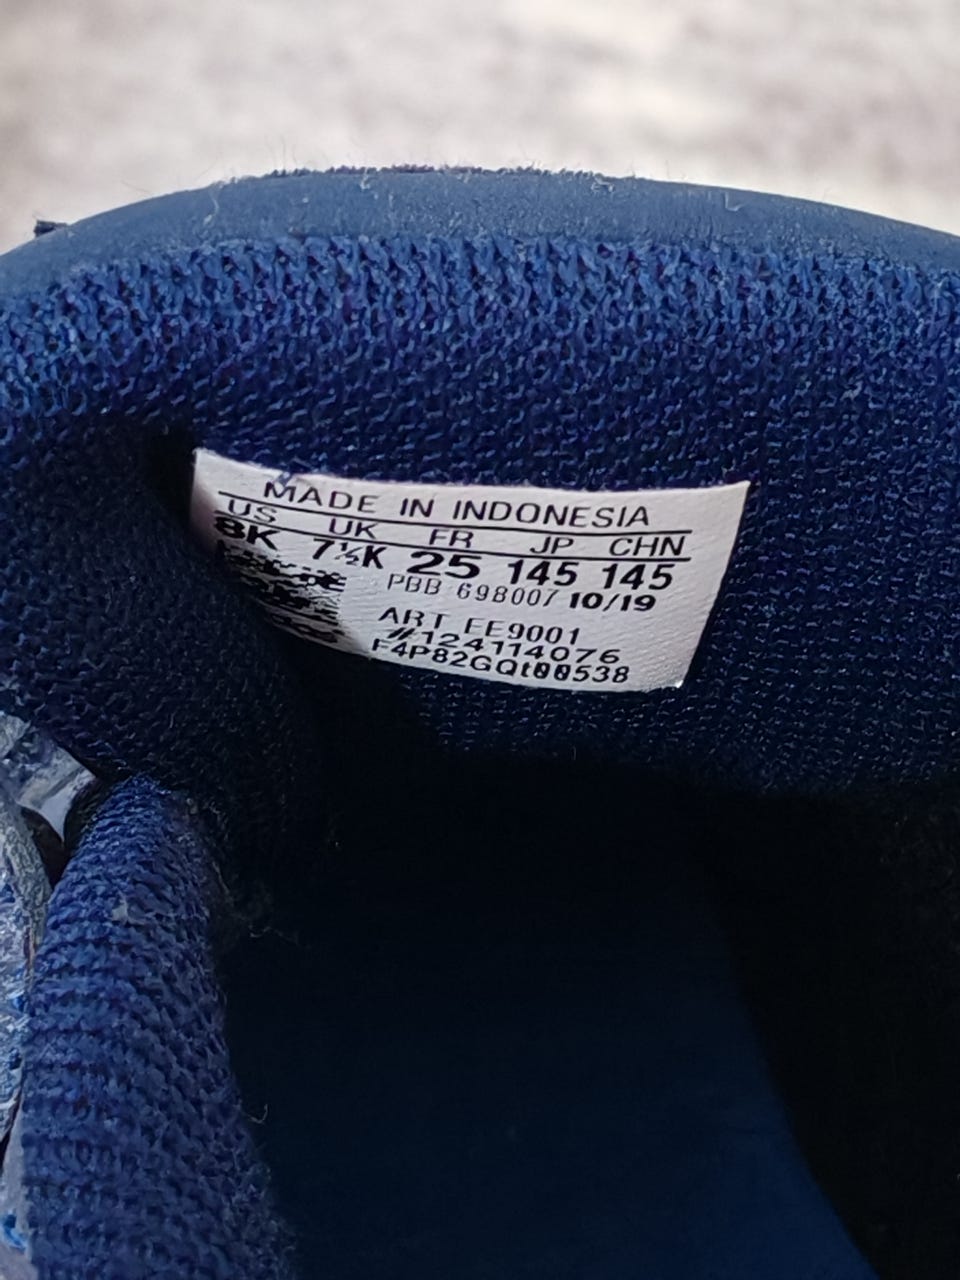 MADE IN INDONESIA
US UK FR JP CHN
8K 7½K 25 145 145
PBB 698007 10/19
ART EE9001
#124114076
F4P82GQt00538